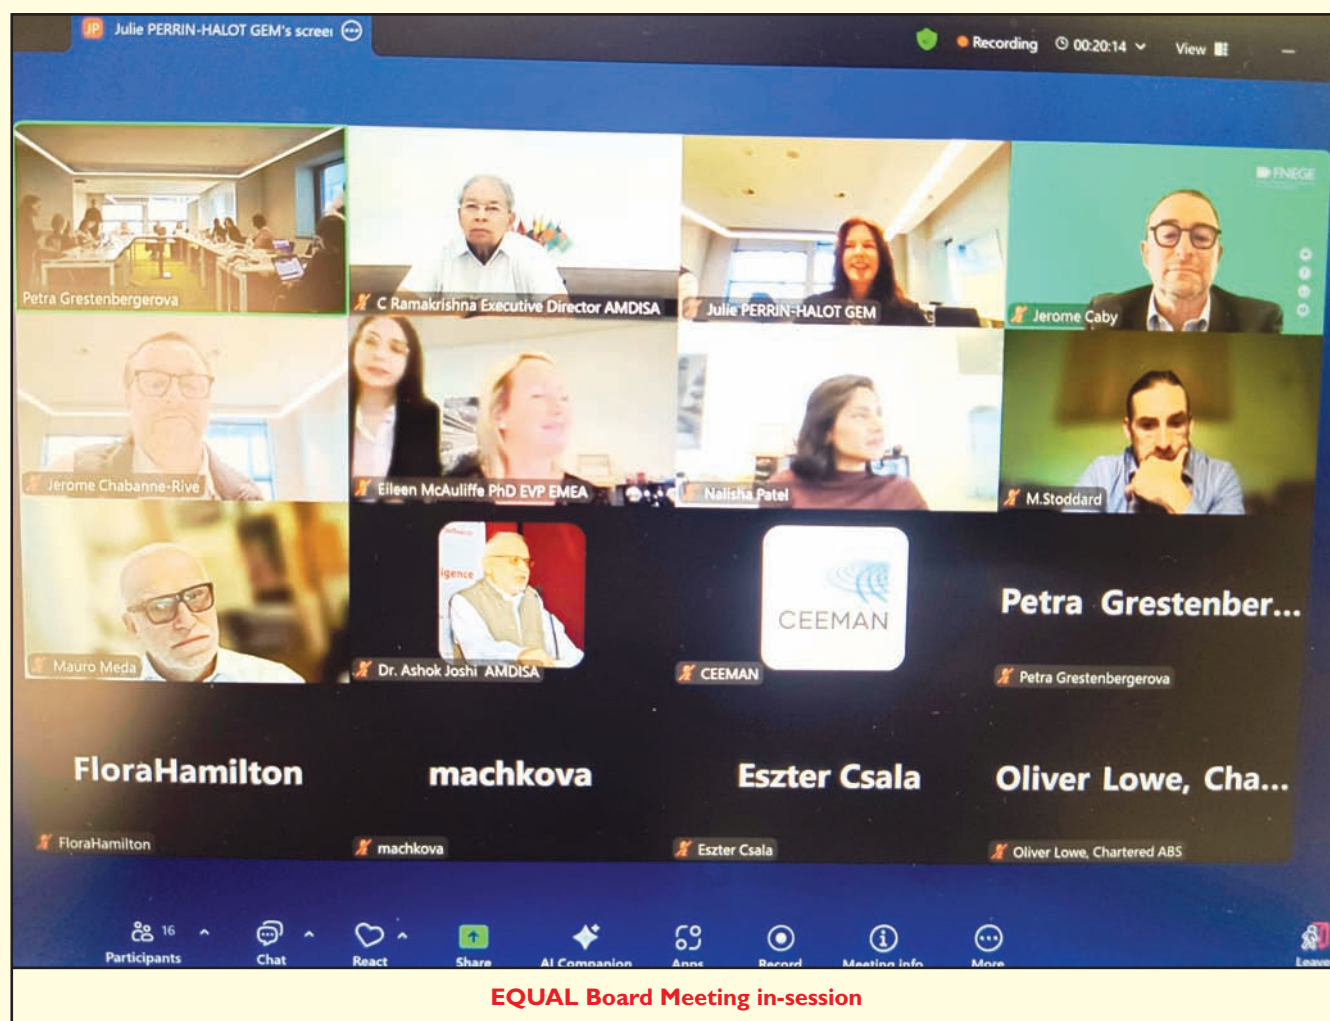 JP Julie PERRIN-HALOT GEM's screen
Recording 00:20:14 View
FNEGE
Petra Grestenbergerova
C Ramakrishna Executive Director AMDISA
Julie PERRIN-HALOT GEM
Jerome Caby
Jerome Chabanne-Rive
Eileen McAuliffe PhD EVP EMEA
Nalisha Patel
M.Stoddard
igence
CEEMAN
Petra Grestenber...
Mauro Meda
Dr. Ashok Joshi AMDISA
CEEMAN
Petra Grestenbergerova
FloraHamilton
machkova
Eszter Csala
Oliver Lowe, Cha...
FloraHamilton
machkova
Eszter Csala
Oliver Lowe, Chartered ABS
Participants 16
Chat
React
Share
AI Companion
Apps
Record
Meeting info
More
Leave
EQUAL Board Meeting in-session